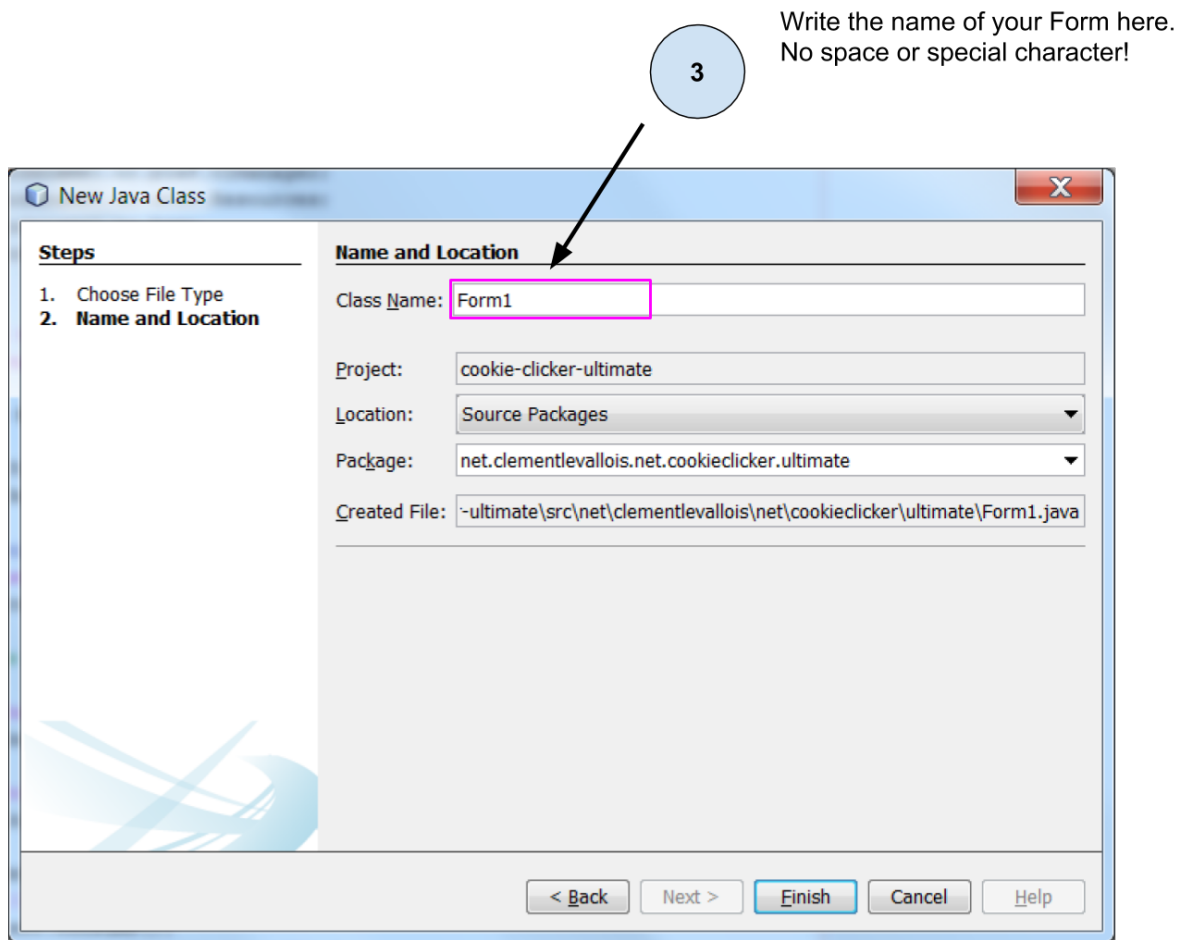 Write the name of your Form here.
No space or special character!
3
New Java Class
X
Steps
1. Choose File Type
2. Name and Location
Name and Location
Class Name: Form1
Project: cookie-clicker-ultimate
Location: Source Packages
Package: net.clementlevallois.net.cookieclicker.ultimate
Created File: -ultimate\src\net\clementlevallois\net\cookieclicker\ultimate\Form1.java
< Back Next > Finish Cancel Help